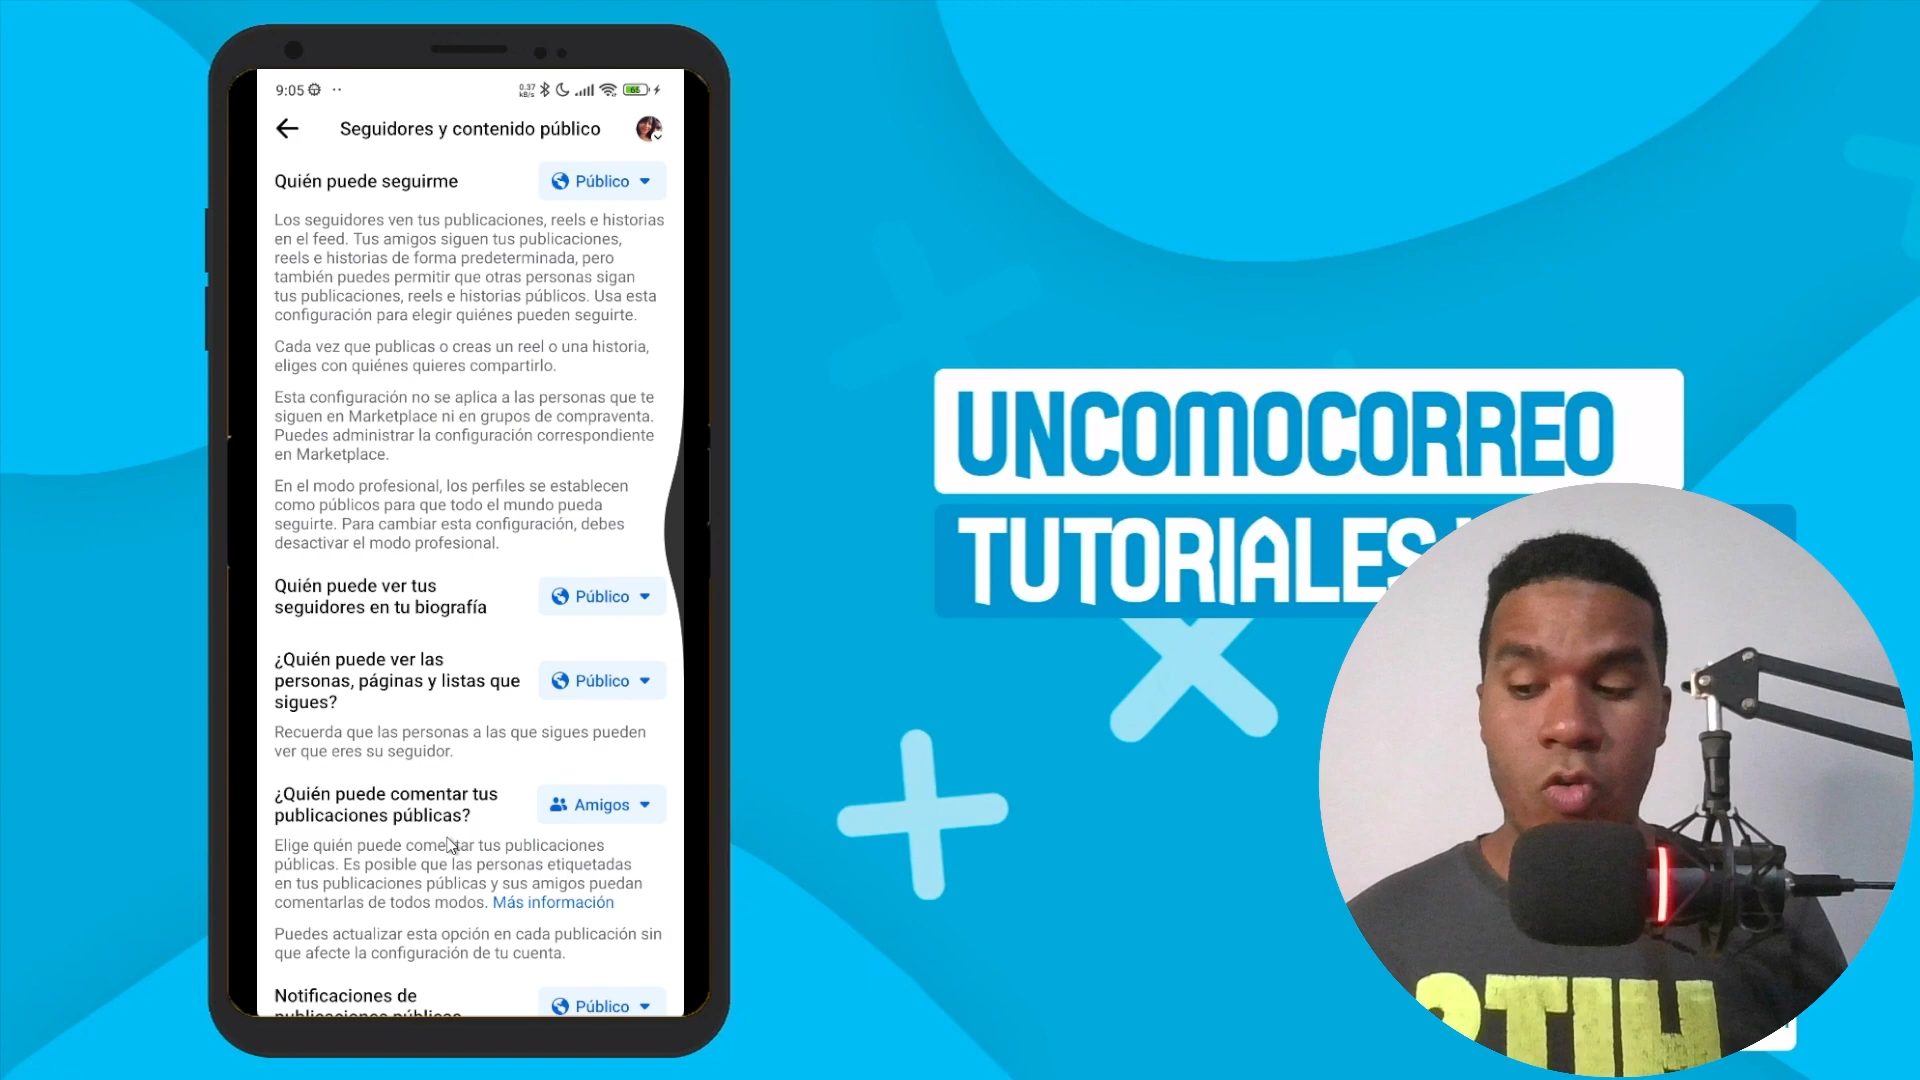 9:05
0.37
kB/s
66
Seguidores y contenido público
Quién puede seguirme
Público
Los seguidores ven tus publicaciones, reels e historias
en el feed. Tus amigos siguen tus publicaciones,
reels e historias de forma predeterminada, pero
también puedes permitir que otras personas sigan
tus publicaciones, reels e historias públicos. Usa esta
configuración para elegir quiénes pueden seguirte.
Cada vez que publicas o creas un reel o una historia,
eliges con quiénes quieres compartirlo.
Esta configuración no se aplica a las personas que te
siguen en Marketplace ni en grupos de compraventa.
Puedes administrar la configuración correspondiente
en Marketplace.
En el modo profesional, los perfiles se establecen
como públicos para que todo el mundo pueda
seguirte. Para cambiar esta configuración, debes
desactivar el modo profesional.
Quién puede ver tus
seguidores en tu biografía
Público
¿Quién puede ver las
personas, páginas y listas que
sigues?
Público
Recuerda que las personas a las que sigues pueden
ver que eres su seguidor.
¿Quién puede comentar tus
publicaciones públicas?
Amigos
Elige quién puede comentar tus publicaciones
públicas. Es posible que las personas etiquetadas
en tus publicaciones públicas y sus amigos puedan
comentarlas de todos modos. Más información
Puedes actualizar esta opción en cada publicación sin
que afecte la configuración de tu cuenta.
Notificaciones de
publicaciones públicas
Público
UNCOMOCORREO
TUTORIALES